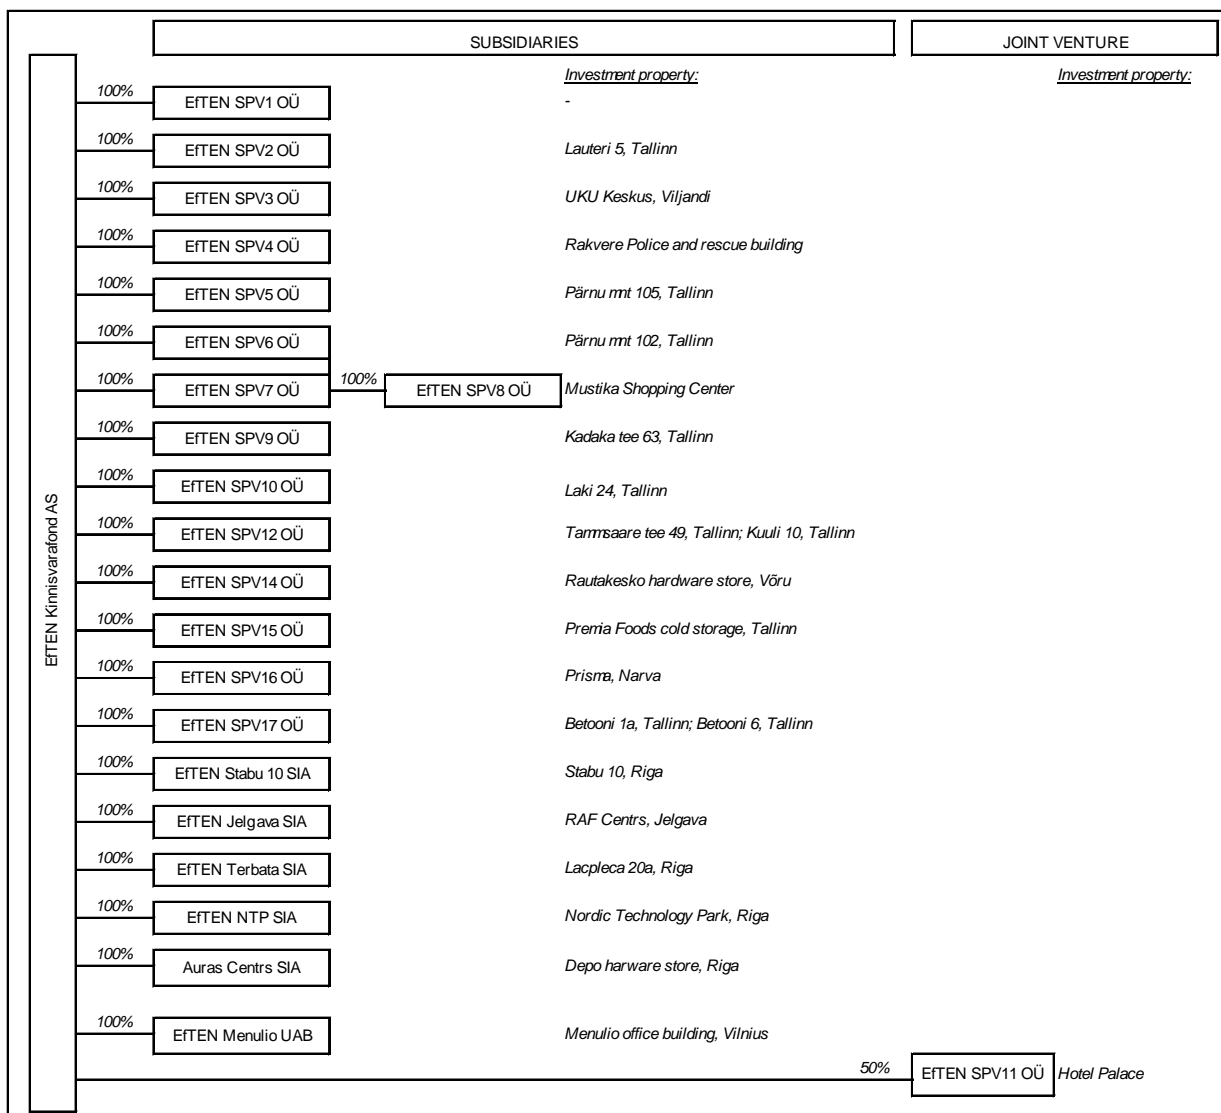 SUBSIDIARIES JOINT VENTURE
Investment property: Investment property:
EfTEN Kinnisvarafond AS
100% EfTEN SPV1 OÜ -
100% EfTEN SPV2 OÜ Lauteri 5, Tallinn
100% EfTEN SPV3 OÜ UKU Keskus, Viljandi
100% EfTEN SPV4 OÜ Rakvere Police and rescue building
100% EfTEN SPV5 OÜ Pärnu mnt 105, Tallinn
100% EfTEN SPV6 OÜ Pärnu mnt 102, Tallinn
100% EfTEN SPV7 OÜ 100% EfTEN SPV8 OÜ Mustika Shopping Center
100% EfTEN SPV9 OÜ Kadaka tee 63, Tallinn
100% EfTEN SPV10 OÜ Laki 24, Tallinn
100% EfTEN SPV12 OÜ Tammsaare tee 49, Tallinn; Kuuli 10, Tallinn
100% EfTEN SPV14 OÜ Rautakesko hardware store, Võru
100% EfTEN SPV15 OÜ Premia Foods cold storage, Tallinn
100% EfTEN SPV16 OÜ Prisma, Narva
100% EfTEN SPV17 OÜ Betooni 1a, Tallinn; Betooni 6, Tallinn
100% EfTEN Stabu 10 SIA Stabu 10, Riga
100% EfTEN Jelgava SIA RAF Centrs, Jelgava
100% EfTEN Terbata SIA Lacpleca 20a, Riga
100% EfTEN NTP SIA Nordic Technology Park, Riga
100% Auras Centrs SIA Depo harware store, Riga
100% EfTEN Menulio UAB Menulio office building, Vilnius
50% EfTEN SPV11 OÜ Hotel Palace